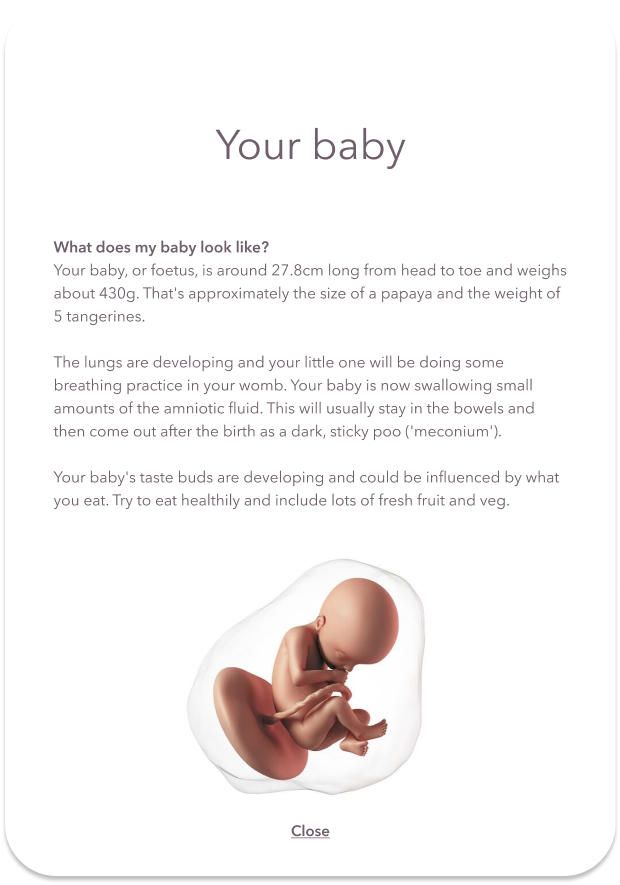 Your baby
What does my baby look like?
Your baby, or foetus, is around 27.8cm long from head to toe and weighs
about 430g. That's approximately the size of a papaya and the weight of
5 tangerines.
The lungs are developing and your little one will be doing some
breathing practice in your womb. Your baby is now swallowing small
amounts of the amniotic fluid. This will usually stay in the bowels and
then come out after the birth as a dark, sticky poo ('meconium').
Your baby's taste buds are developing and could be influenced by what
you eat. Try to eat healthily and include lots of fresh fruit and veg.
Close